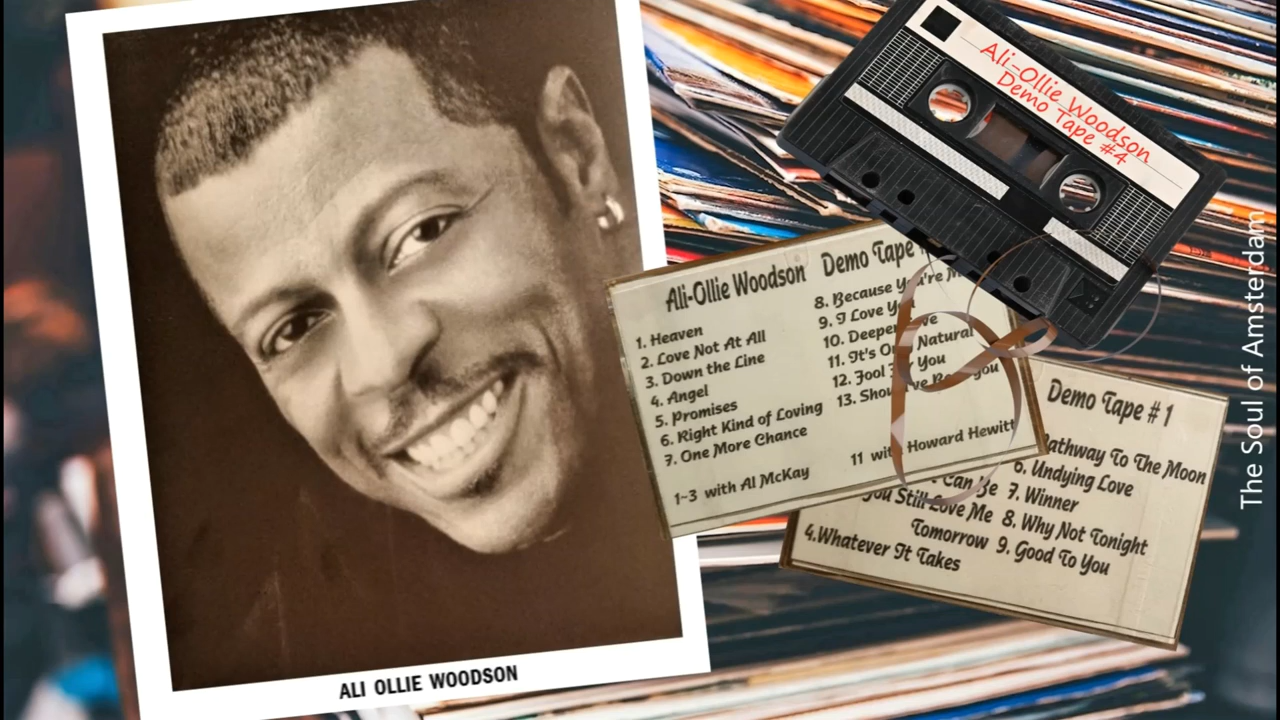 ALI OLLIE WOODSON
Ali-Ollie Woodson
Demo Tape #4
Ali-Ollie Woodson Demo Tape
1. Heaven
2. Love Not At All
3. Down the Line
4. Angel
5. Promises
6. Right Kind of Loving
7. One More Chance
1-3 with Al McKay
8. Because
9. I Love
10. Deeper
11. It's Natural
12. Fool You
13.
11 with Howard Hewitt
Demo Tape # 1
To The Moon
6. Undying Love
Can Be 7. Winner
You Still Love Me 8. Why Not Tonight
Tomorrow 9. Good To You
4.Whatever It Takes
The Soul of Amsterdam